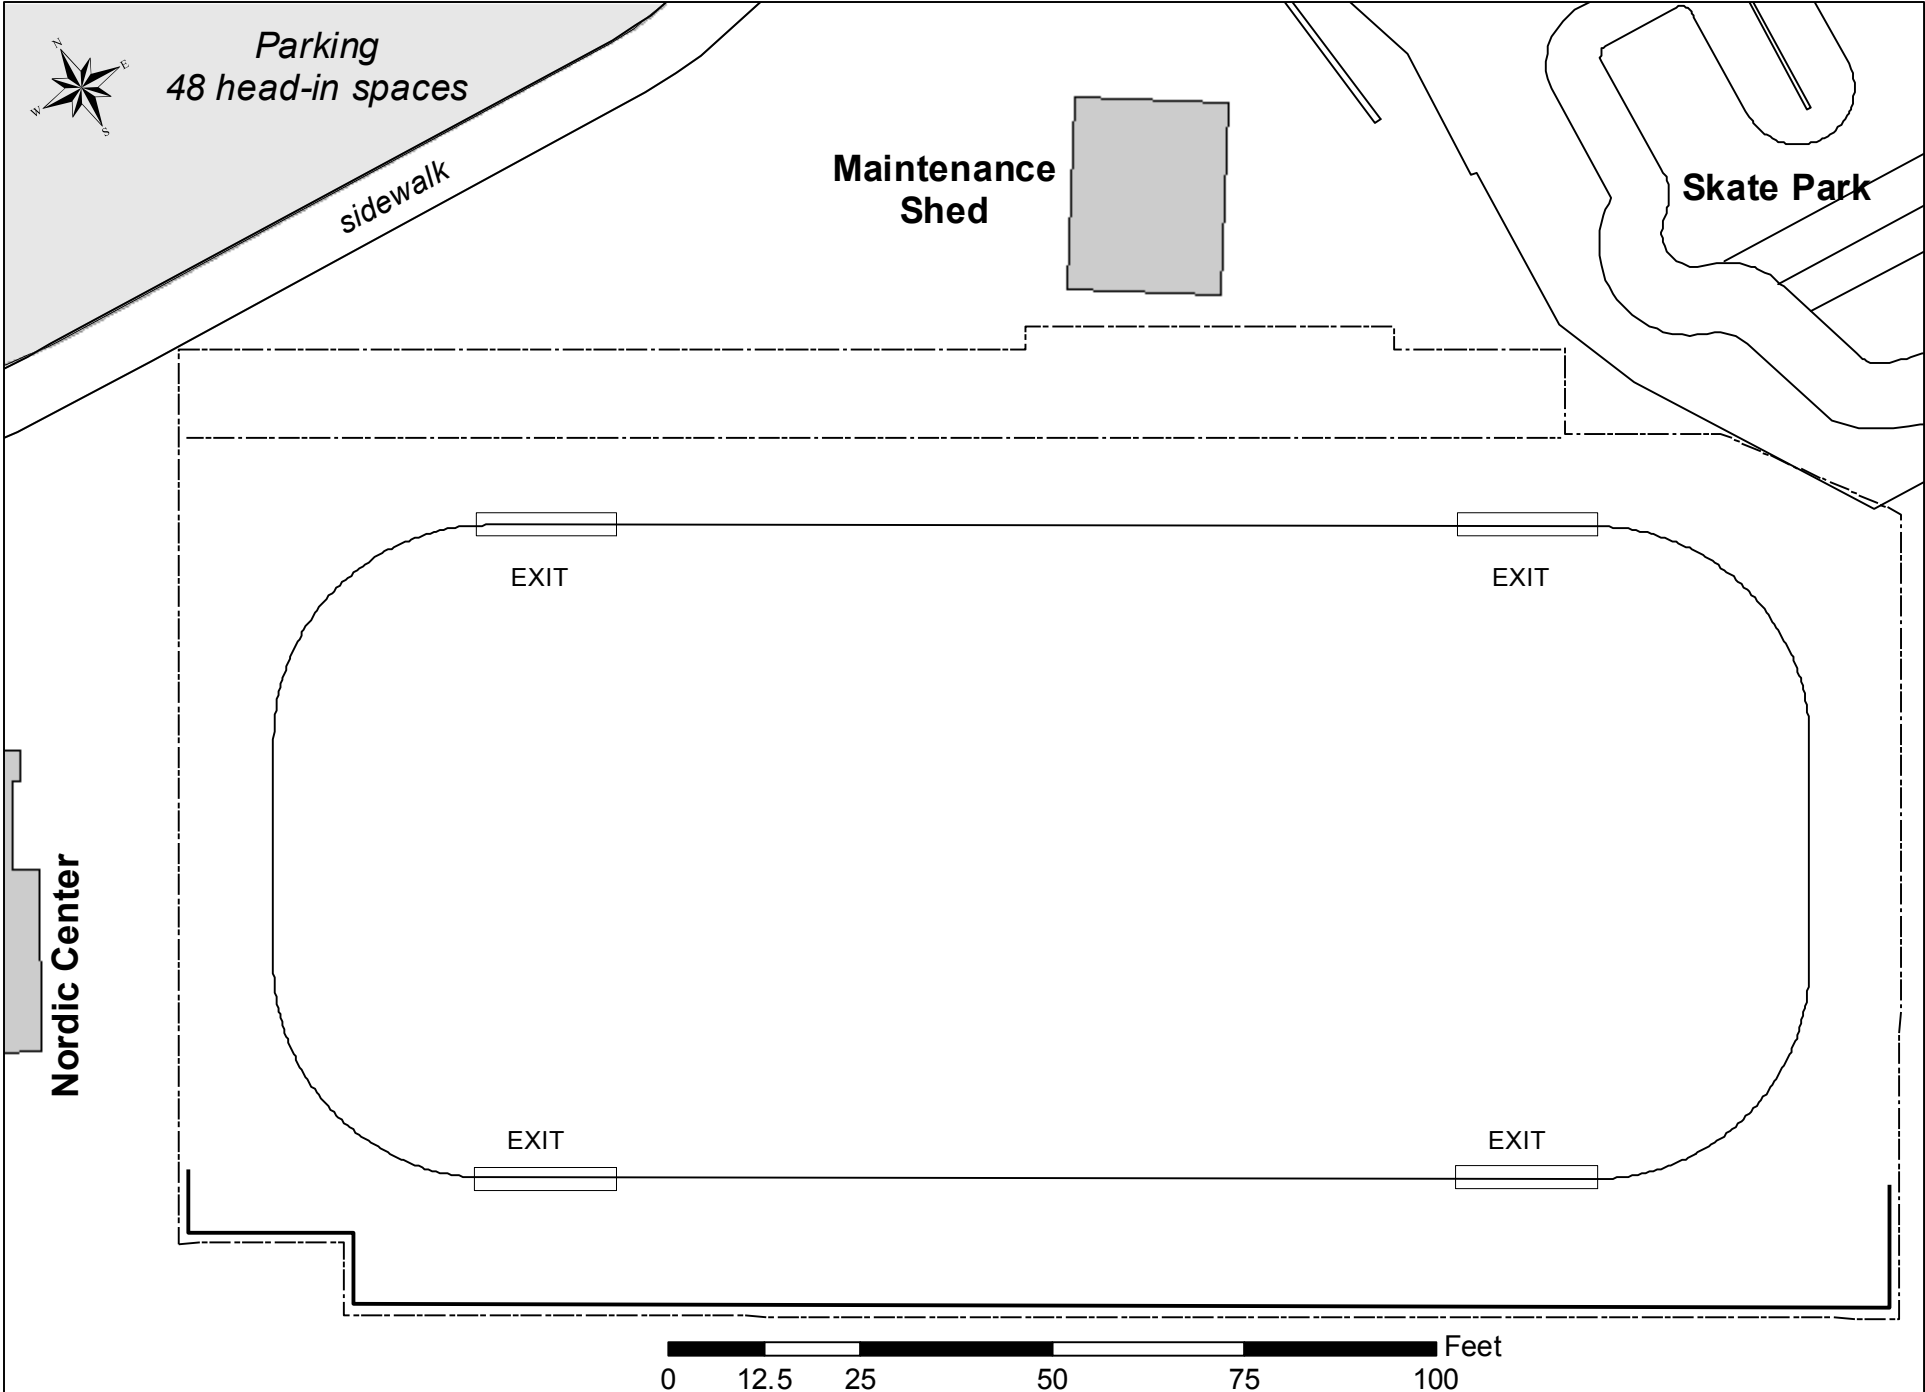 N
E
W
S
Parking
48 head-in spaces
sidewalk
Maintenance
Shed
Skate Park
EXIT
EXIT
Nordic Center
EXIT
EXIT
Feet
0 12.5 25 50 75 100